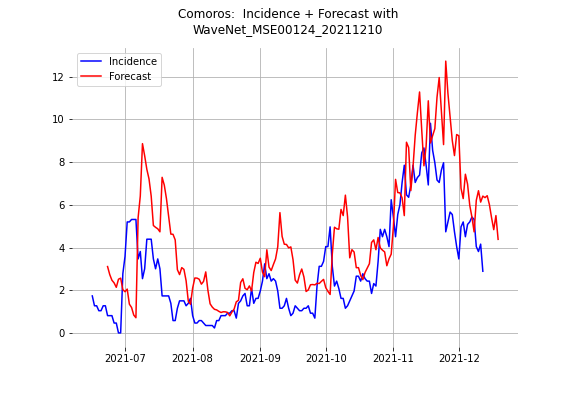 Comoros:  Incidence + Forecast with
WaveNet_MSE00124_20211210
Incidence
Forecast
12
10
8
6
4
2
0
2021-07 2021-08 2021-09 2021-10 2021-11 2021-12